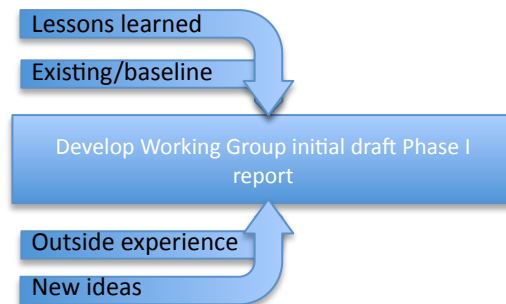 Lessons learned
Existing/baseline
Develop Working Group initial draft Phase I
report
Outside experience
New ideas